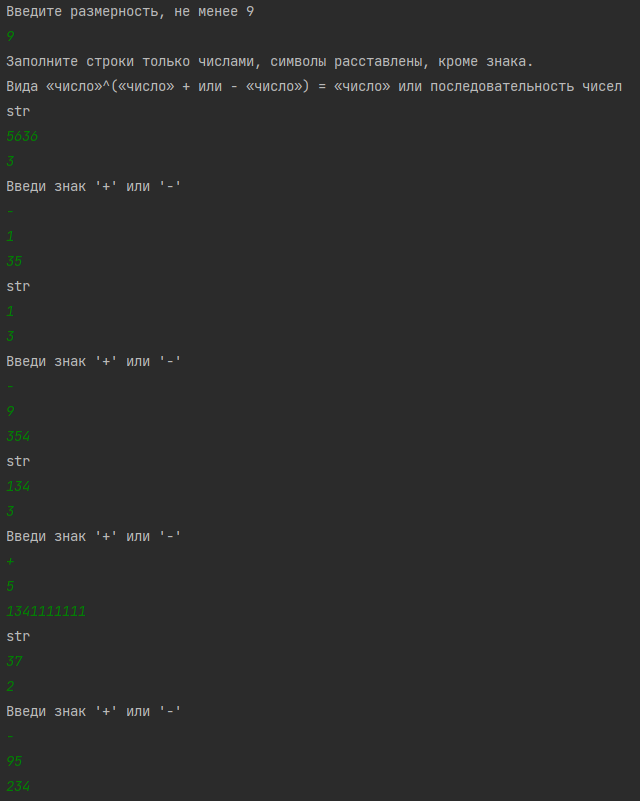 Введите размерность, не менее 9
9
Заполните строки только числами, символы расставлены, кроме знака.
Вида «число»^(«число» + или - «число») = «число» или последовательность чисел
str
5636
3
Введи знак '+' или '-'
-
1
35
str
1
3
Введи знак '+' или '-'
-
9
354
str
134
3
Введи знак '+' или '-'
+
5
1341111111
str
37
2
Введи знак '+' или '-'
-
95
234